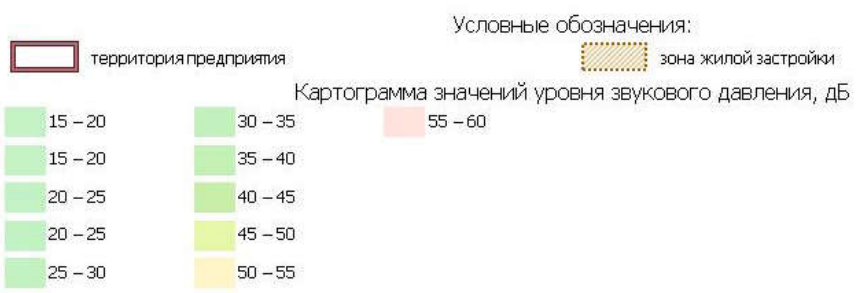 Условные обозначения:
территория предприятия
зона жилой застройки
Картограмма значений уровня звукового давления, дБ
15 – 20
30 – 35
55 – 60
15 – 20
35 – 40
20 – 25
40 – 45
20 – 25
45 – 50
25 – 30
50 – 55